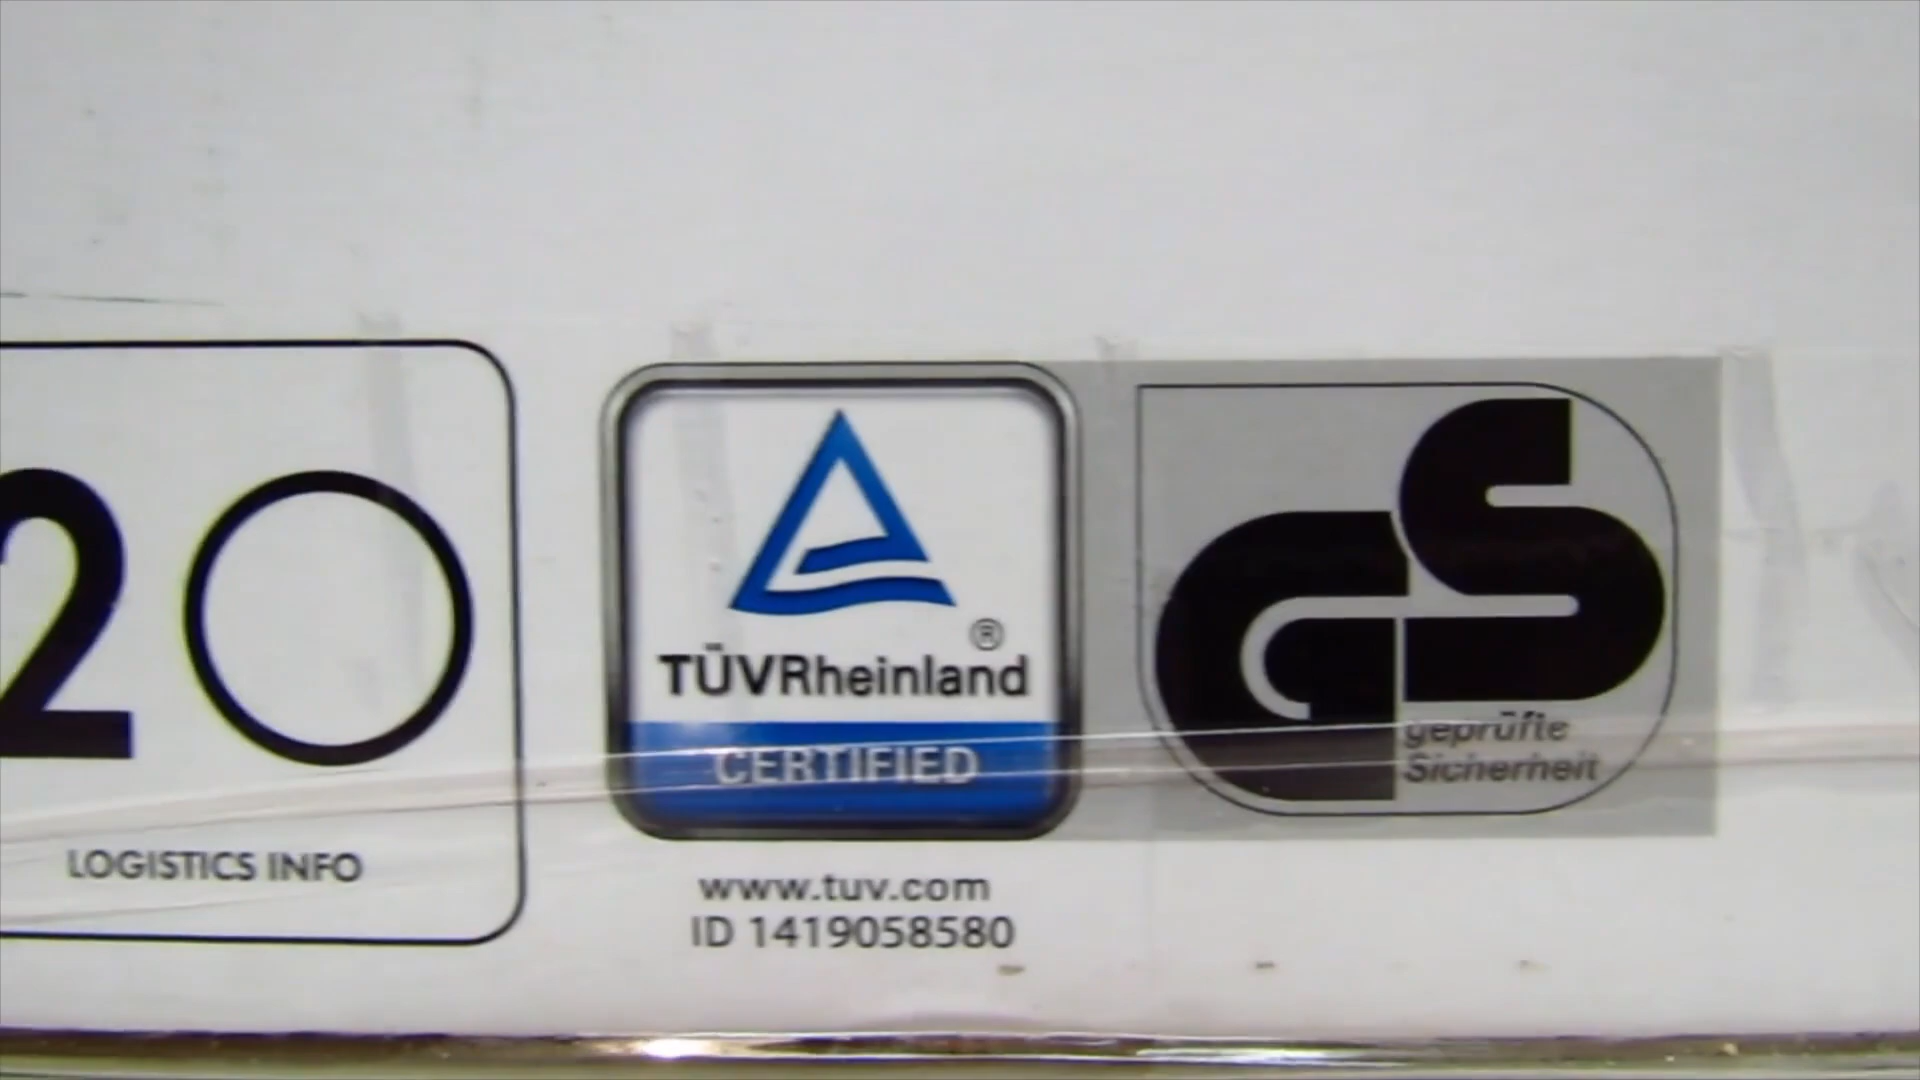 20
LOGISTICS INFO
®
TÜVRheinland
CERTIFIED
www.tuv.com
ID 1419058580
GS
geprüfte
Sicherheit